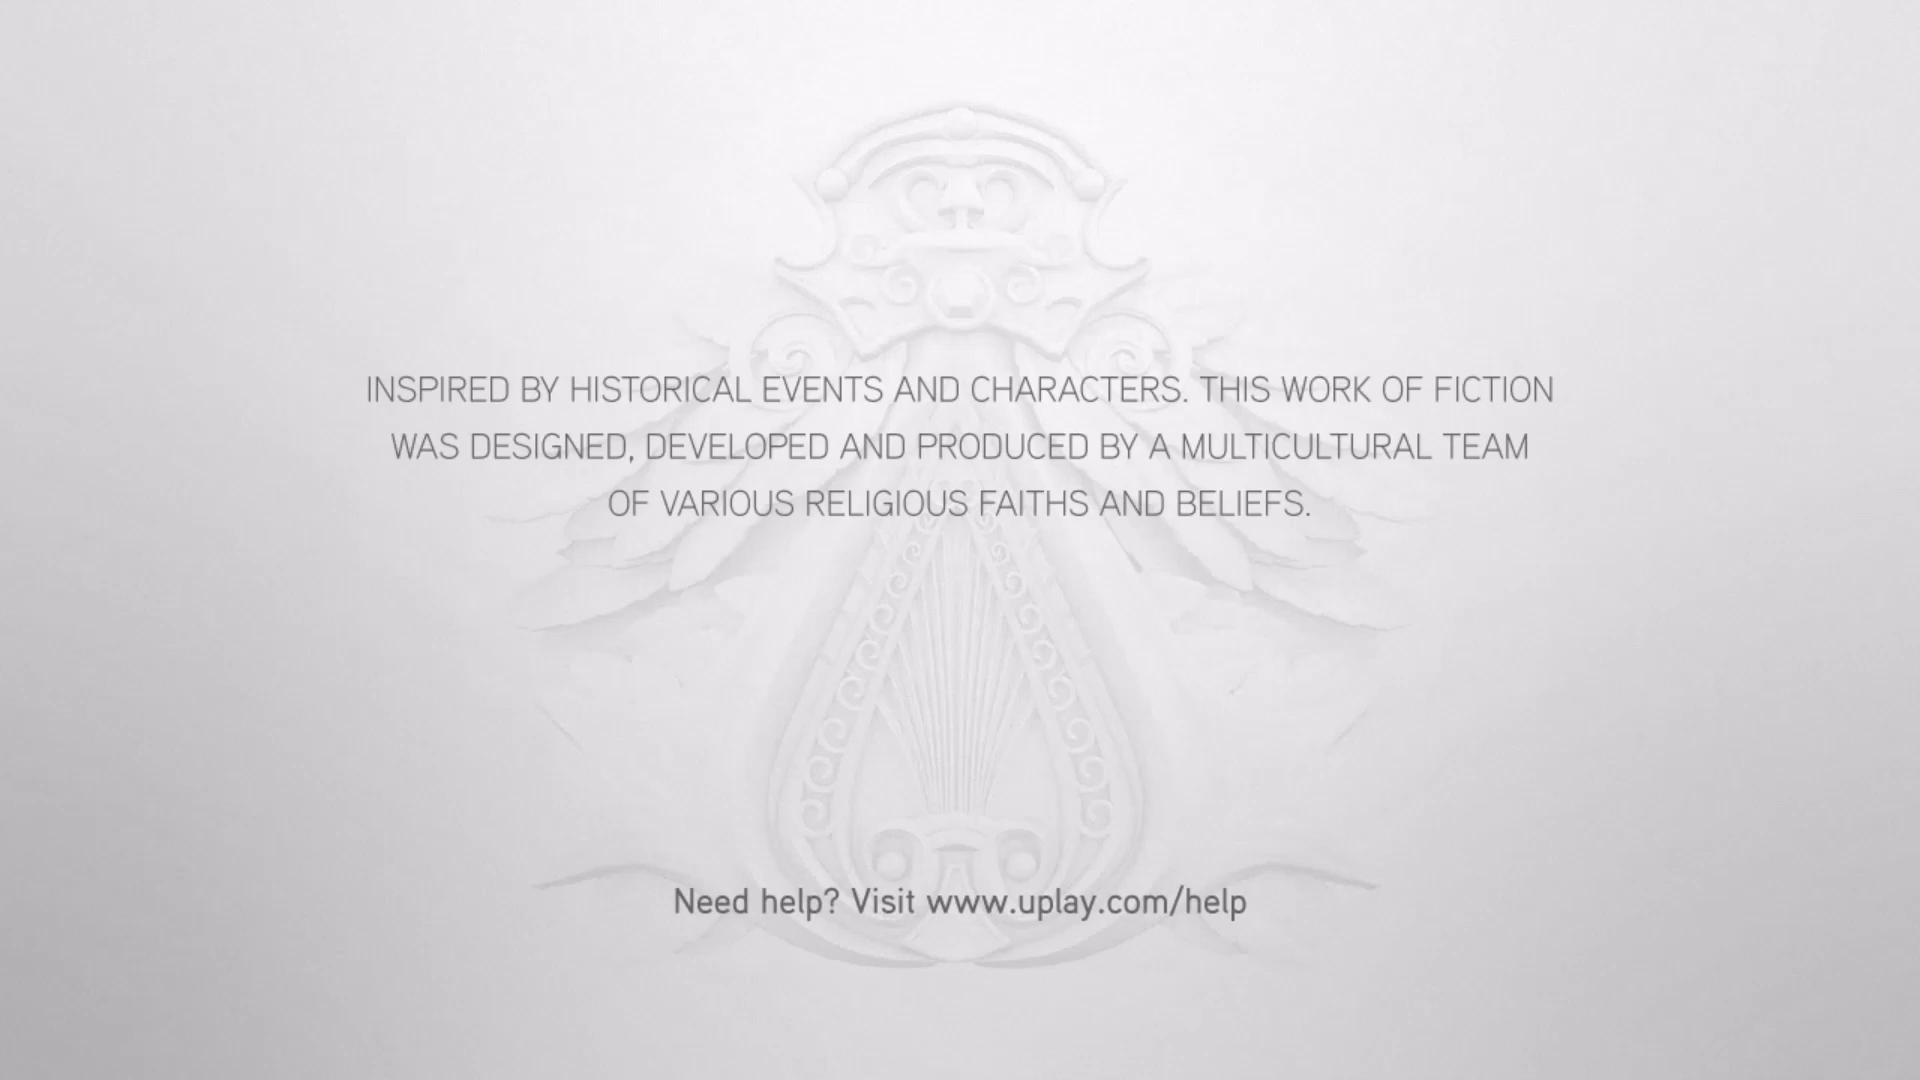 INSPIRED BY HISTORICAL EVENTS AND CHARACTERS. THIS WORK OF FICTION
WAS DESIGNED, DEVELOPED AND PRODUCED BY A MULTICULTURAL TEAM
OF VARIOUS RELIGIOUS FAITHS AND BELIEFS.
Need help? Visit www.uplay.com/help